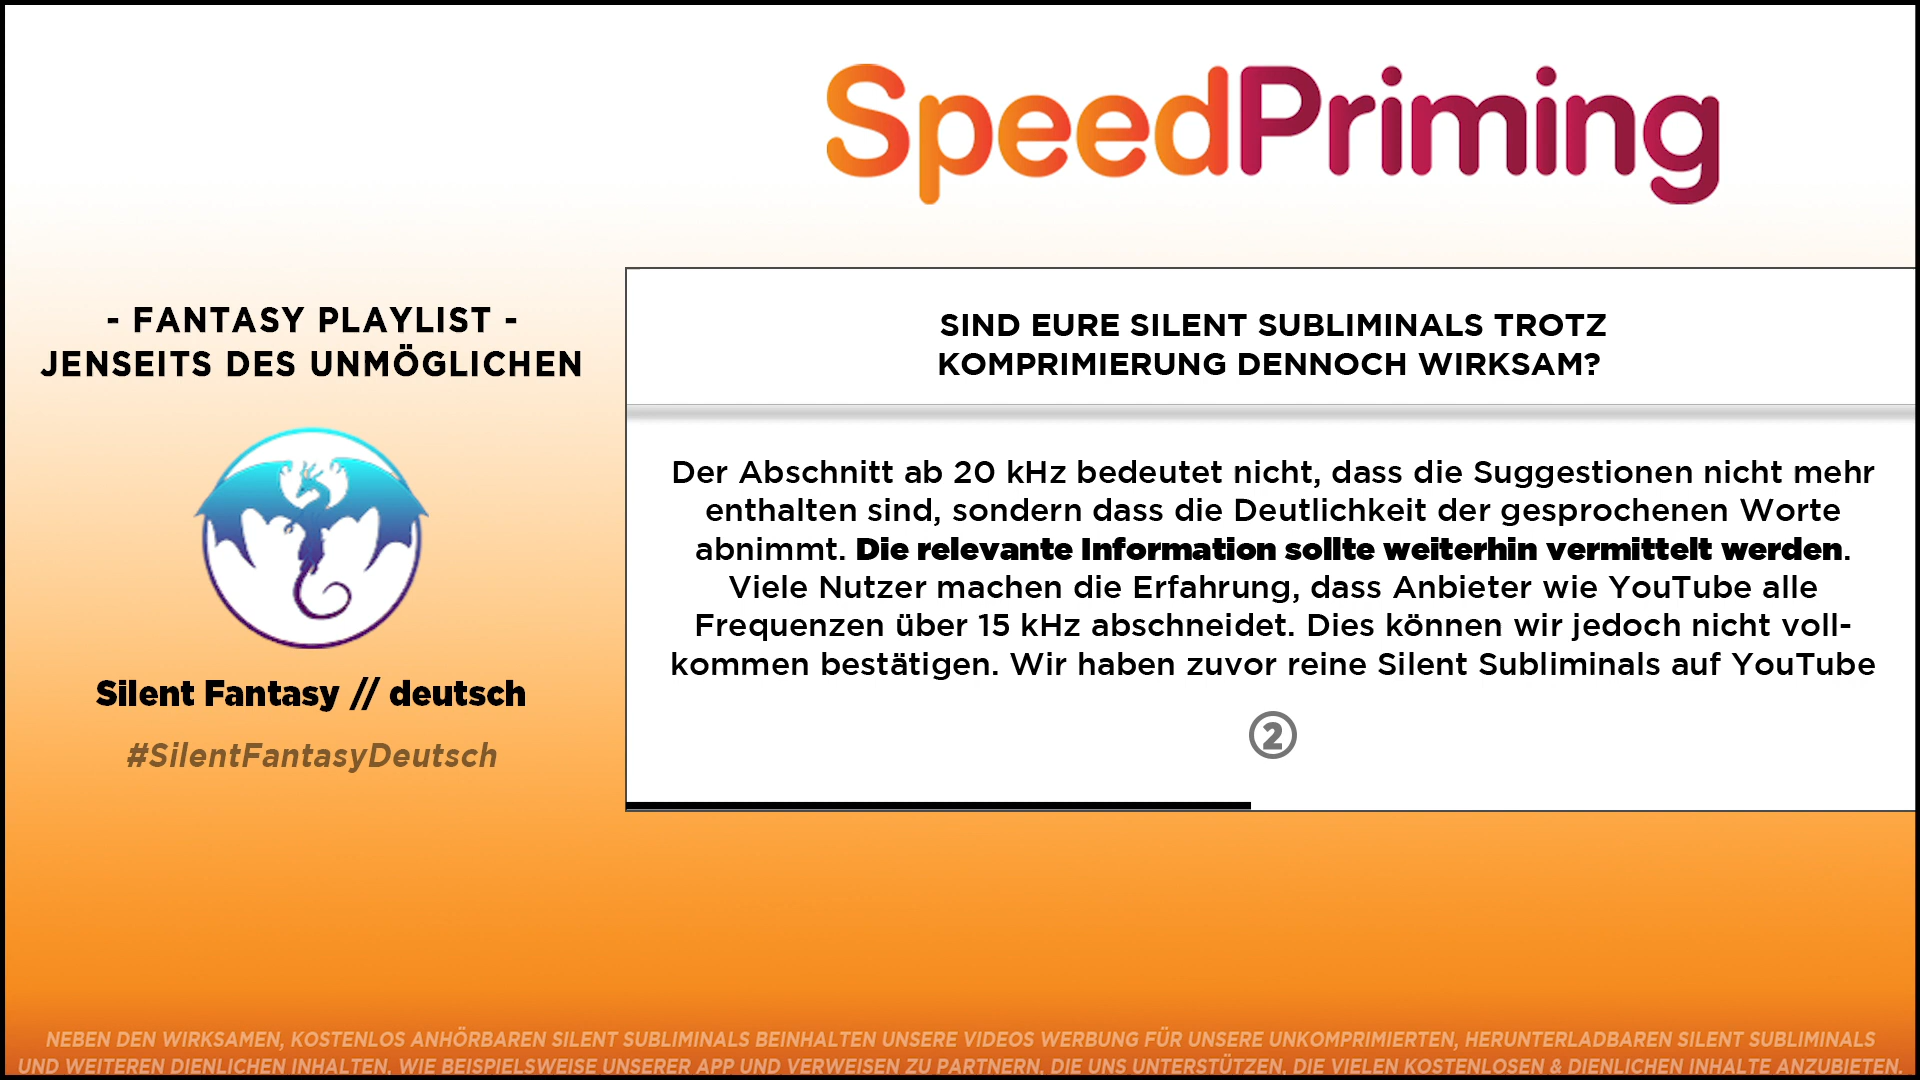 SpeedPriming
- FANTASY PLAYLIST -
JENSEITS DES UNMÖGLICHEN
Silent Fantasy // deutsch
#SilentFantasyDeutsch
SIND EURE SILENT SUBLIMINALS TROTZ
KOMPRIMIERUNG DENNOCH WIRKSAM?
Der Abschnitt ab 20 kHz bedeutet nicht, dass die Suggestionen nicht mehr
enthalten sind, sondern dass die Deutlichkeit der gesprochenen Worte
abnimmt. Die relevante Information sollte weiterhin vermittelt werden.
Viele Nutzer machen die Erfahrung, dass Anbieter wie YouTube alle
Frequenzen über 15 kHz abschneidet. Dies können wir jedoch nicht voll-
kommen bestätigen. Wir haben zuvor reine Silent Subliminals auf YouTube
2
NEBEN DEN WIRKSAMEN, KOSTENLOS ANHÖRBAREN SILENT SUBLIMINALS BEINHALTEN UNSERE VIDEOS WERBUNG FÜR UNSERE UNKOMPRIMIERTEN, HERUNTERLADBAREN SILENT SUBLIMINALS
UND WEITEREN DIENLICHEN INHALTEN, WIE BEISPIELSWEISE UNSERER APP UND VERWEISEN ZU PARTNERN, DIE UNS UNTERSTÜTZEN, DIE VIELEN KOSTENLOSEN & DIENLICHEN INHALTE ANZUBIETEN.